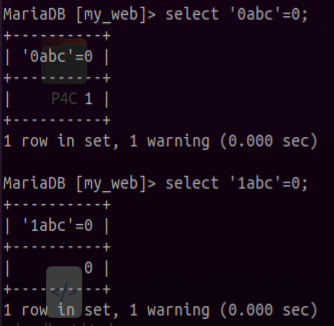 MariaDB [my_web]> select '0abc'=0;
+----------+
| '0abc'=0 |
+----------+
| P4C 1 |
+----------+
1 row in set, 1 warning (0.000 sec)
MariaDB [my_web]> select '1abc'=0;
+----------+
| '1abc'=0 |
+----------+
| 0 |
+----------+
1 row in set, 1 warning (0.000 sec)